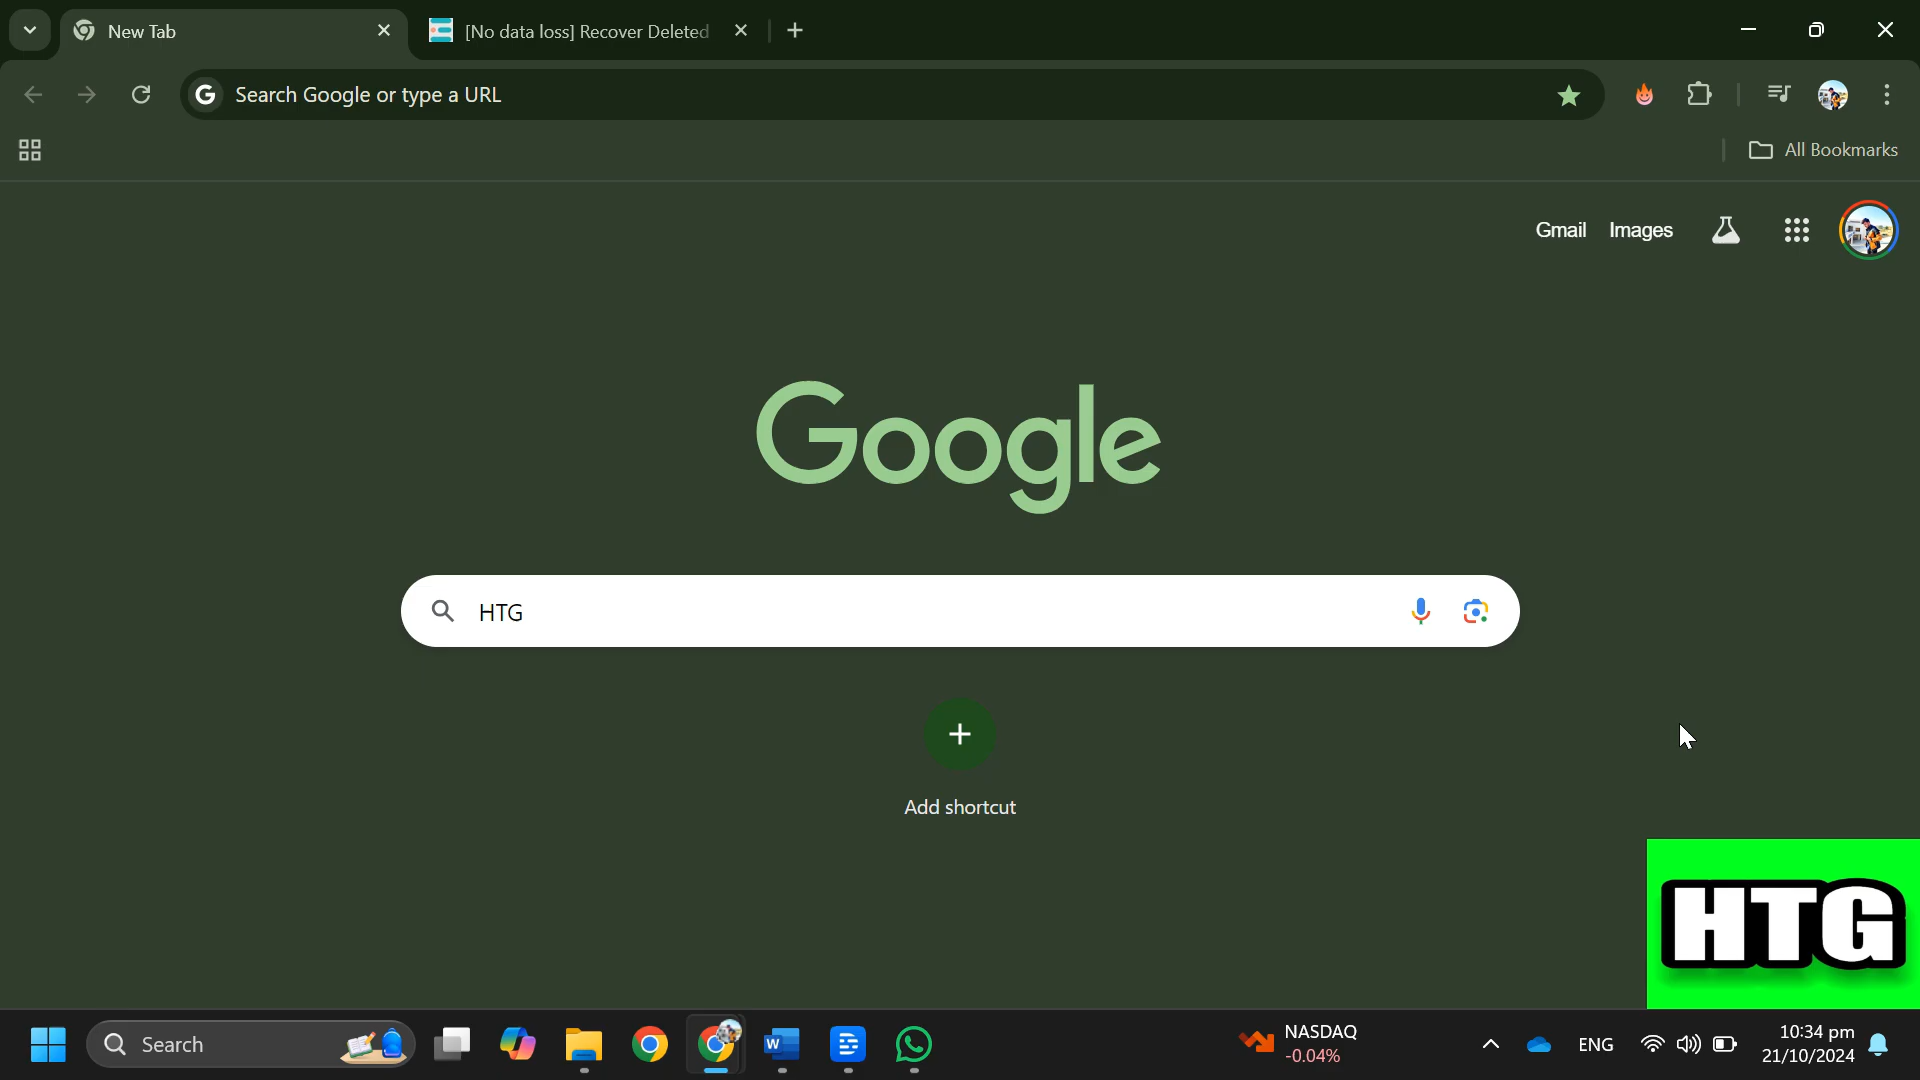 New Tab
[No data loss] Recover Deleted
Search Google or type a URL
All Bookmarks
Gmail Images
Google
HTG
Add shortcut
HTG
Search
NASDAQ
-0.04%
ENG
10:34 pm
21/10/2024